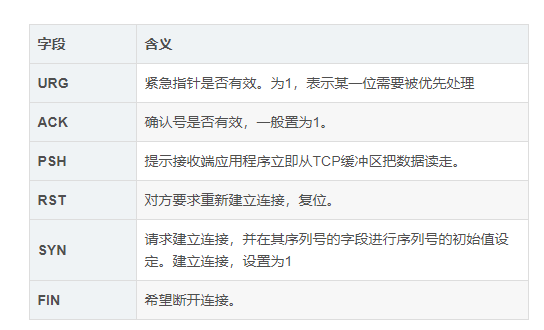 字段 含义
URG 紧急指针是否有效。为1，表示某一位需要被优先处理
ACK 确认号是否有效，一般置为1。
PSH 提示接收端应用程序立即从TCP缓冲区把数据读走。
RST 对方要求重新建立连接，复位。
SYN 请求建立连接，并在其序列号的字段进行序列号的初始值设
定。建立连接，设置为1
FIN 希望断开连接。